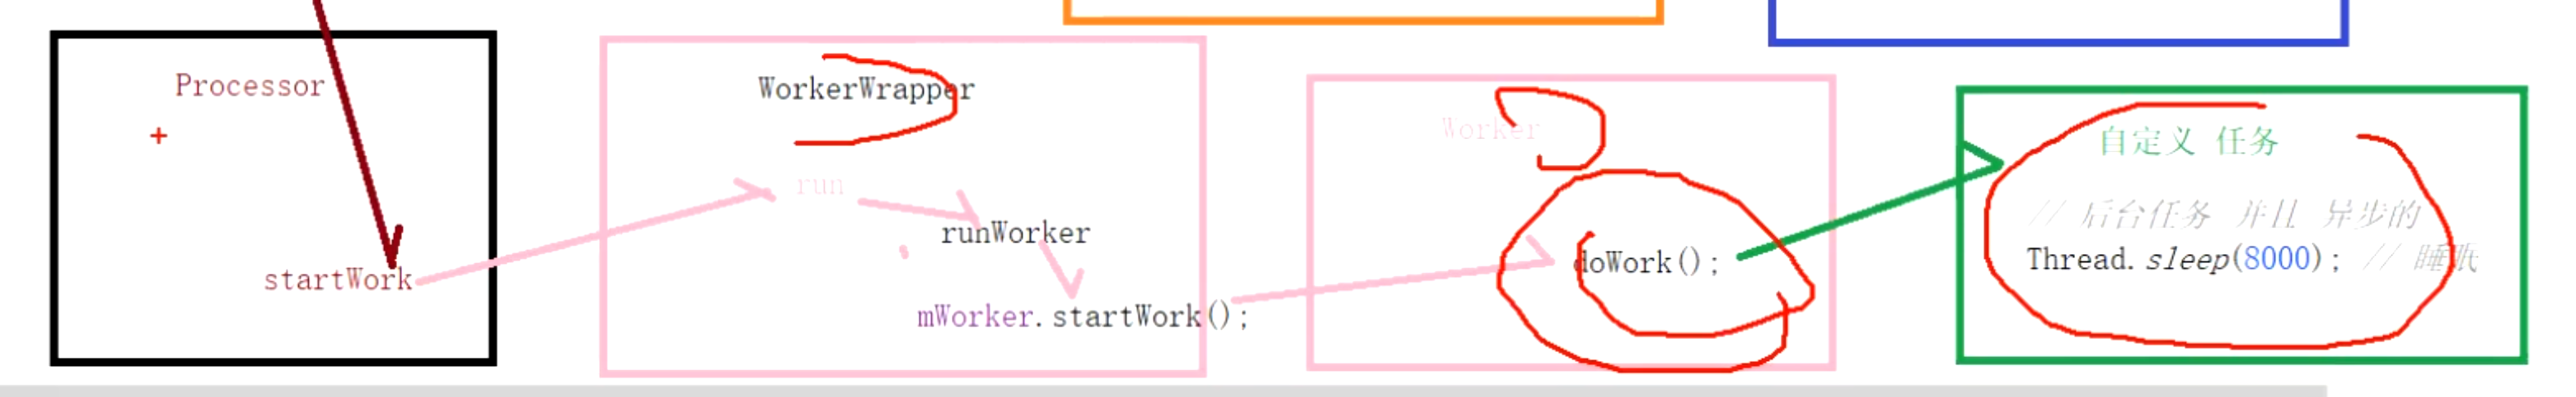 Processor
startWork
WorkerWrapper
run
runWorker
mWorker.startWork();
Worker
doWork();
自定义 任务
// 后台任务 并且 异步的
Thread.sleep(8000); // 睡眠